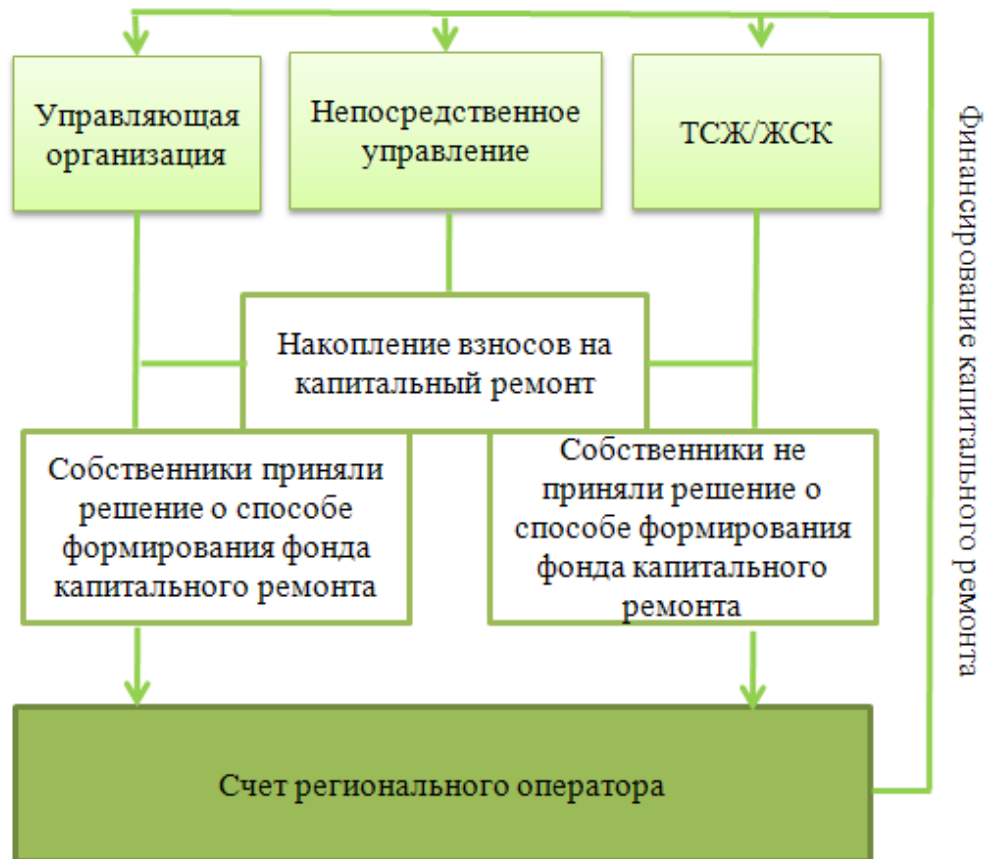 Управляющая
организация
Непосредственное
управление
ТСЖ/ЖСК
Накопление взносов на
капитальный ремонт
Собственники приняли
решение о способе
формирования фонда
капитального ремонта
Собственники не
приняли решение о
способе формирования
фонда капитального
ремонта
Счет регионального оператора
Финансирование капитального ремонта